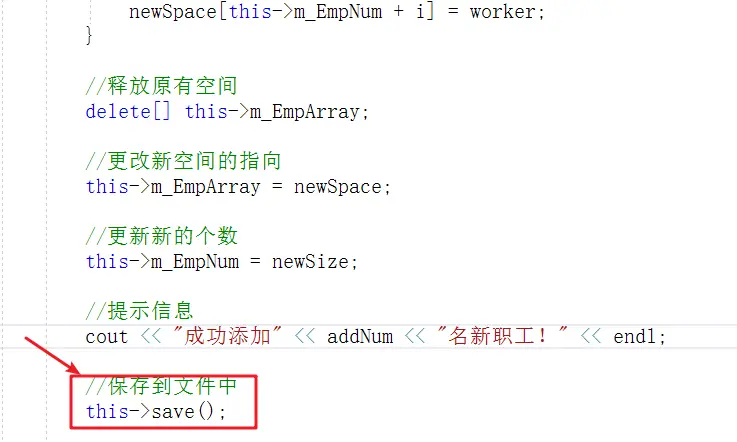 newSpace[this->m_EmpNum + i] = worker;
}
//释放原有空间
delete[] this->m_EmpArray;
//更改新空间的指向
this->m_EmpArray = newSpace;
//更新新的个数
this->m_EmpNum = newSize;
//提示信息
cout << "成功添加" << addNum << "名新职工！" << endl;
//保存到文件中
this->save();